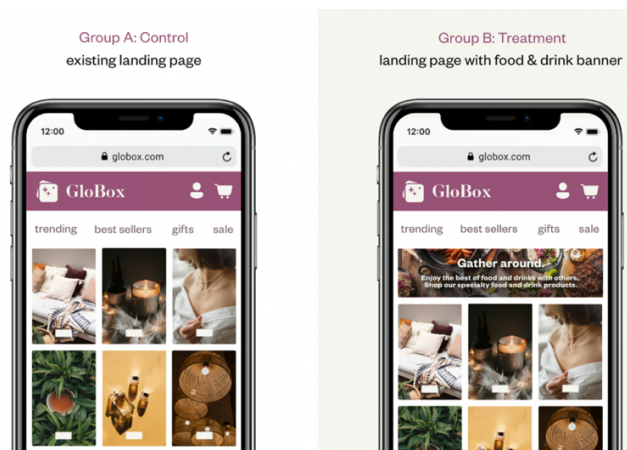 Group A: Control
existing landing page
12:00
globox.com
GloBox
trending best sellers gifts sale
Group B: Treatment
landing page with food & drink banner
12:00
globox.com
GloBox
trending best sellers gifts sale
Gather around.
Enjoy the best of food and drinks with others.
Shop our specialty food and drink products.